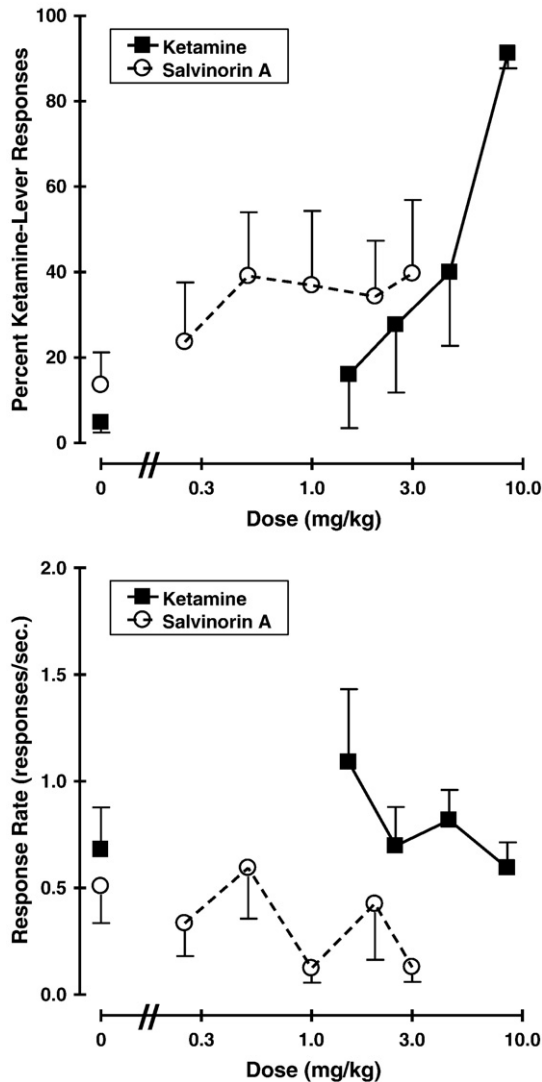 100
80
60
40
20
0
Percent Ketamine-Lever Responses
Ketamine
Salvinorin A
0 0.3 1.0 3.0 10.0
Dose (mg/kg)
2.0
1.5
1.0
0.5
0.0
Response Rate (responses/sec.)
Ketamine
Salvinorin A
0 0.3 1.0 3.0 10.0
Dose (mg/kg)